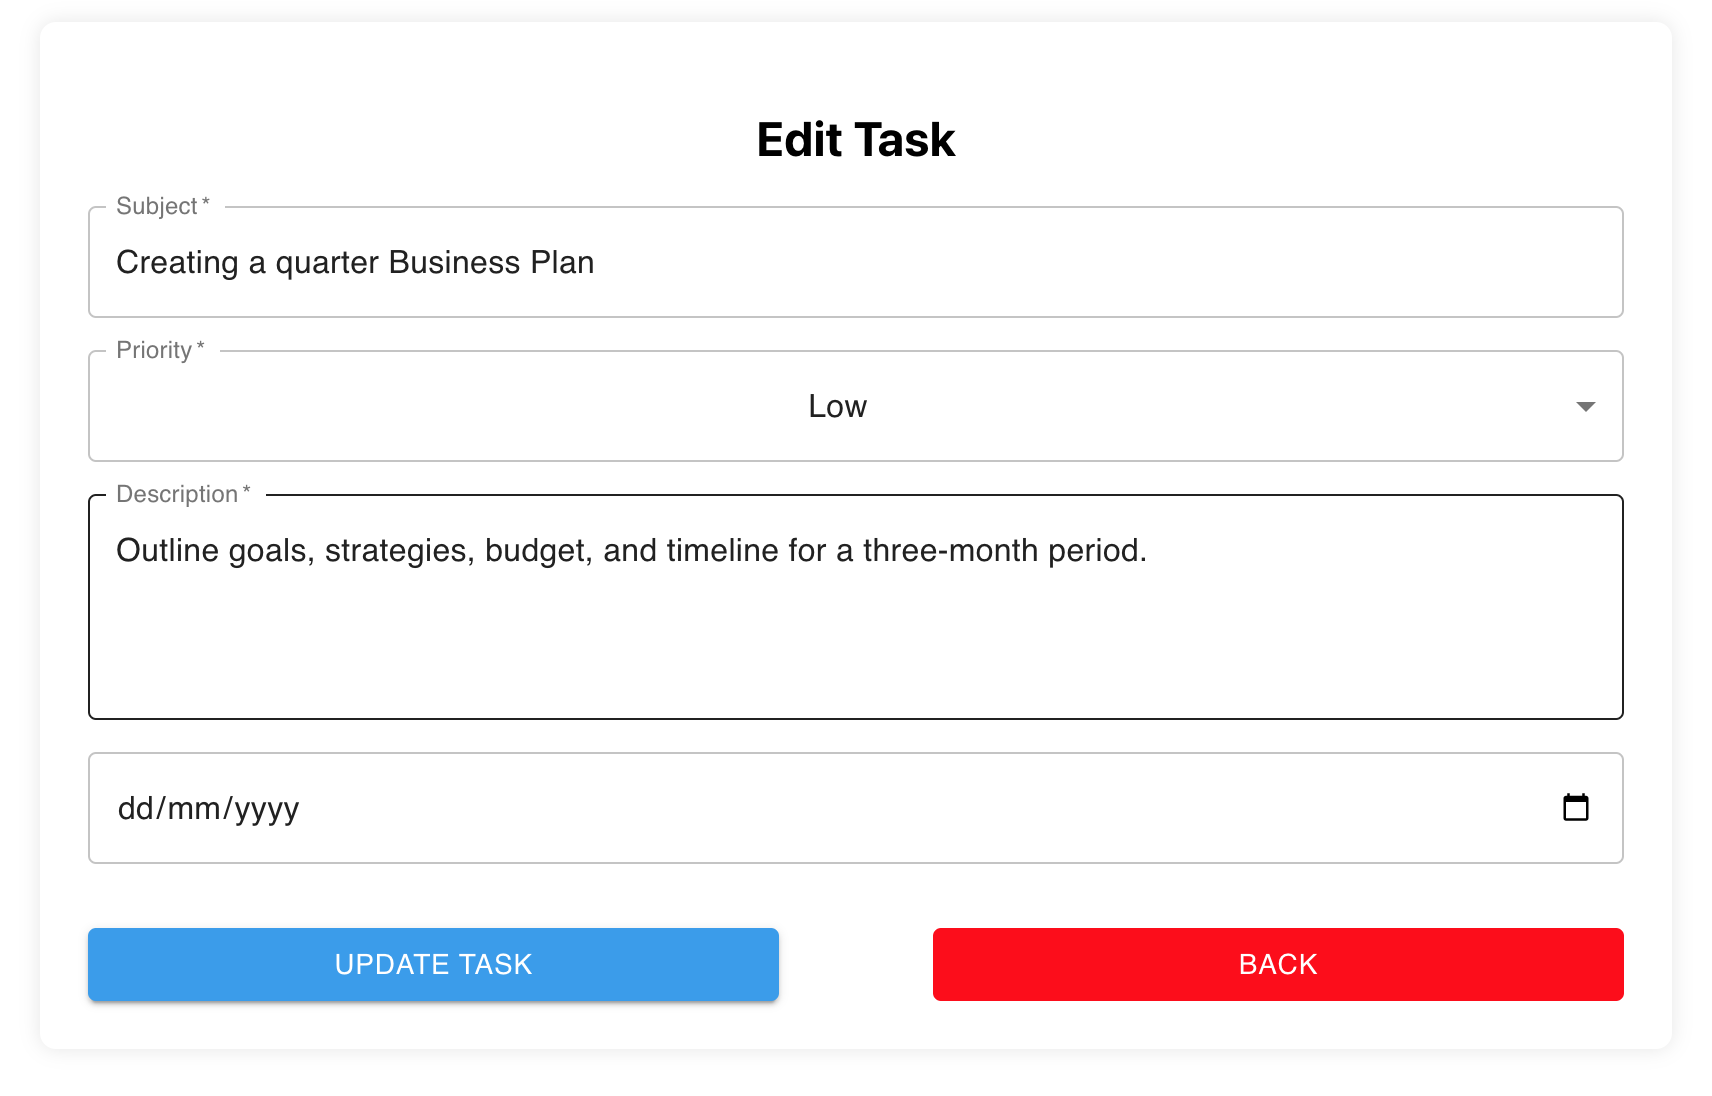 Edit Task
Subject *
Creating a quarter Business Plan
Priority *
Low
Description *
Outline goals, strategies, budget, and timeline for a three-month period.
dd/mm/yyyy
UPDATE TASK
BACK